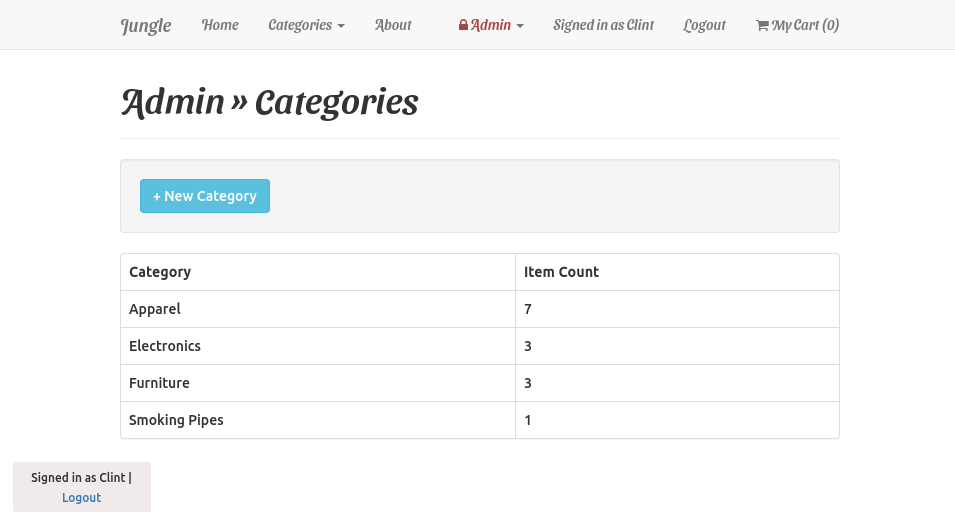 Jungle Home Categories About Admin Signed in as Clint Logout My Cart (0)
Admin » Categories
+ New Category
Category Item Count
Apparel 7
Electronics 3
Furniture 3
Smoking Pipes 1
Signed in as Clint |
Logout